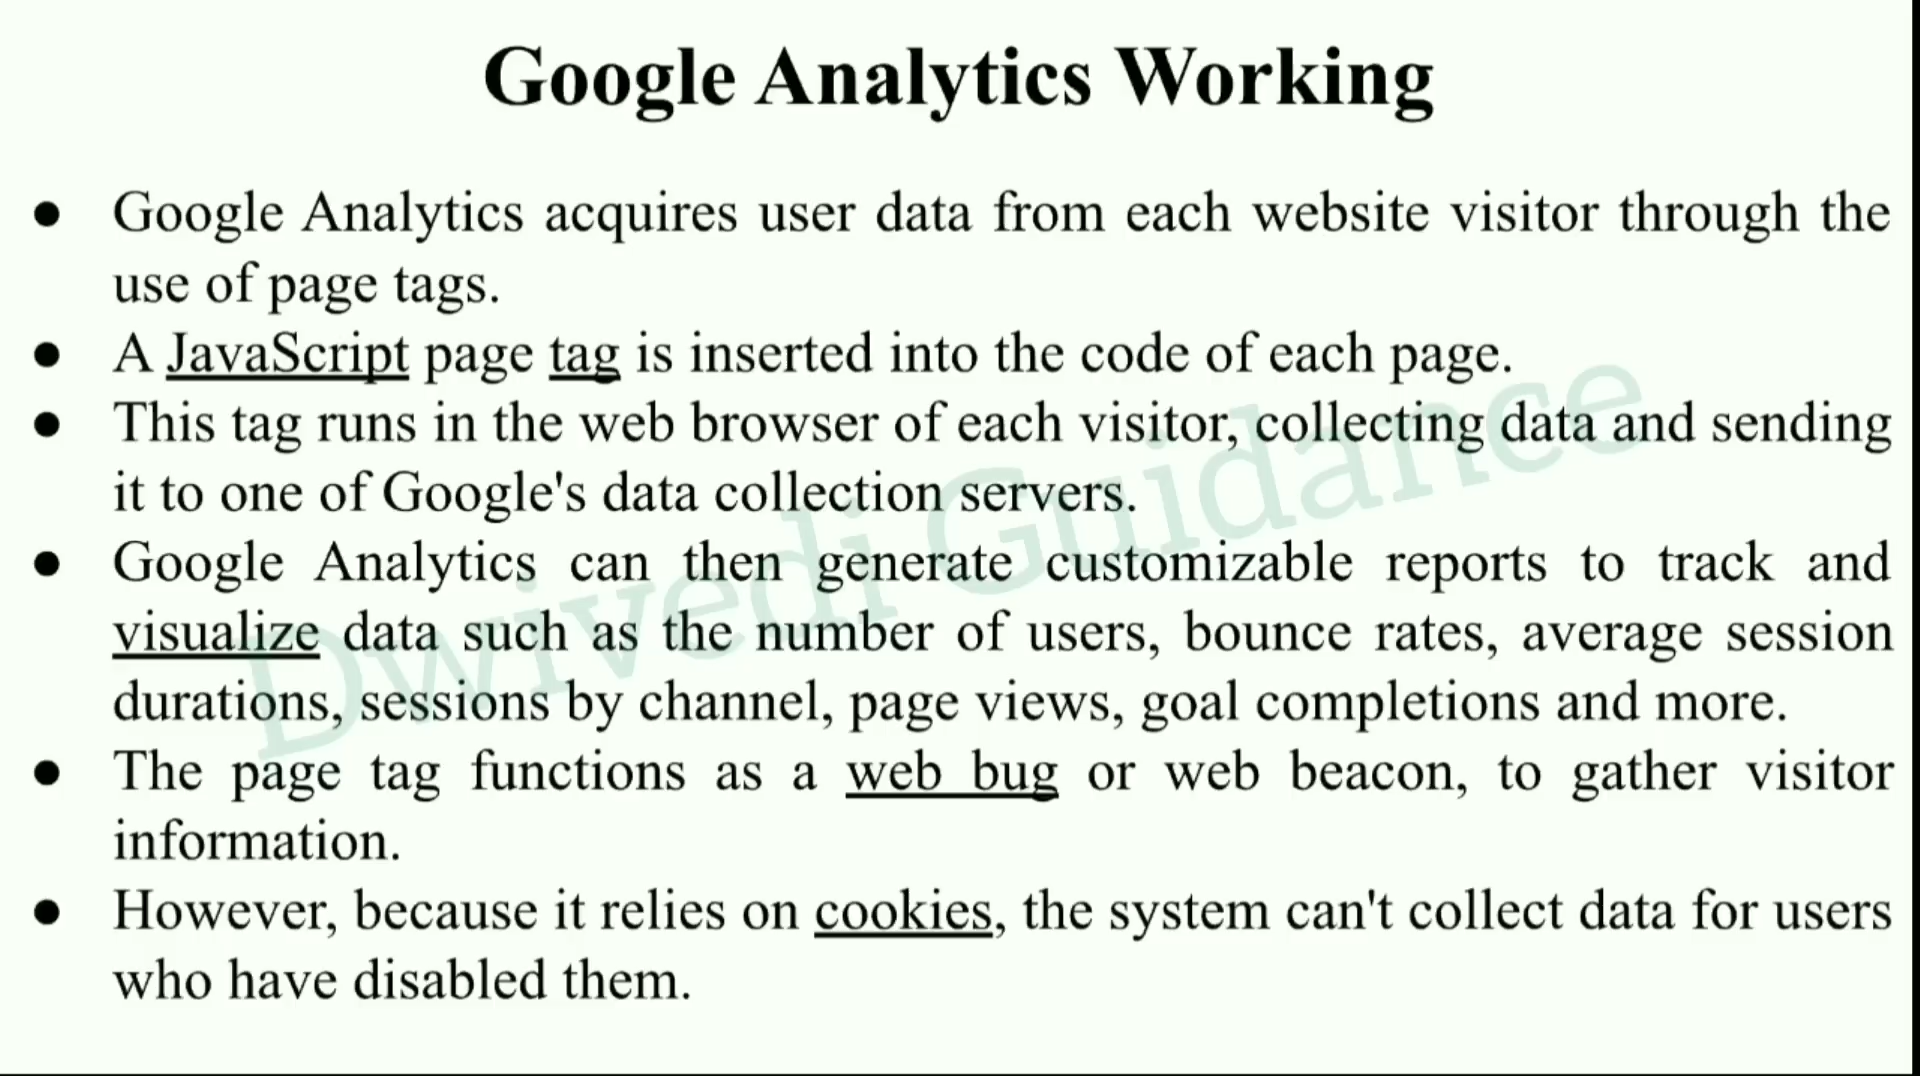 Google Analytics Working
● Google Analytics acquires user data from each website visitor through the
use of page tags.
● A JavaScript page tag is inserted into the code of each page.
● This tag runs in the web browser of each visitor, collecting data and sending
it to one of Google's data collection servers.
● Google Analytics can then generate customizable reports to track and
visualize data such as the number of users, bounce rates, average session
durations, sessions by channel, page views, goal completions and more.
● The page tag functions as a web bug or web beacon, to gather visitor
information.
● However, because it relies on cookies, the system can't collect data for users
who have disabled them.
Dwivedi Guidance